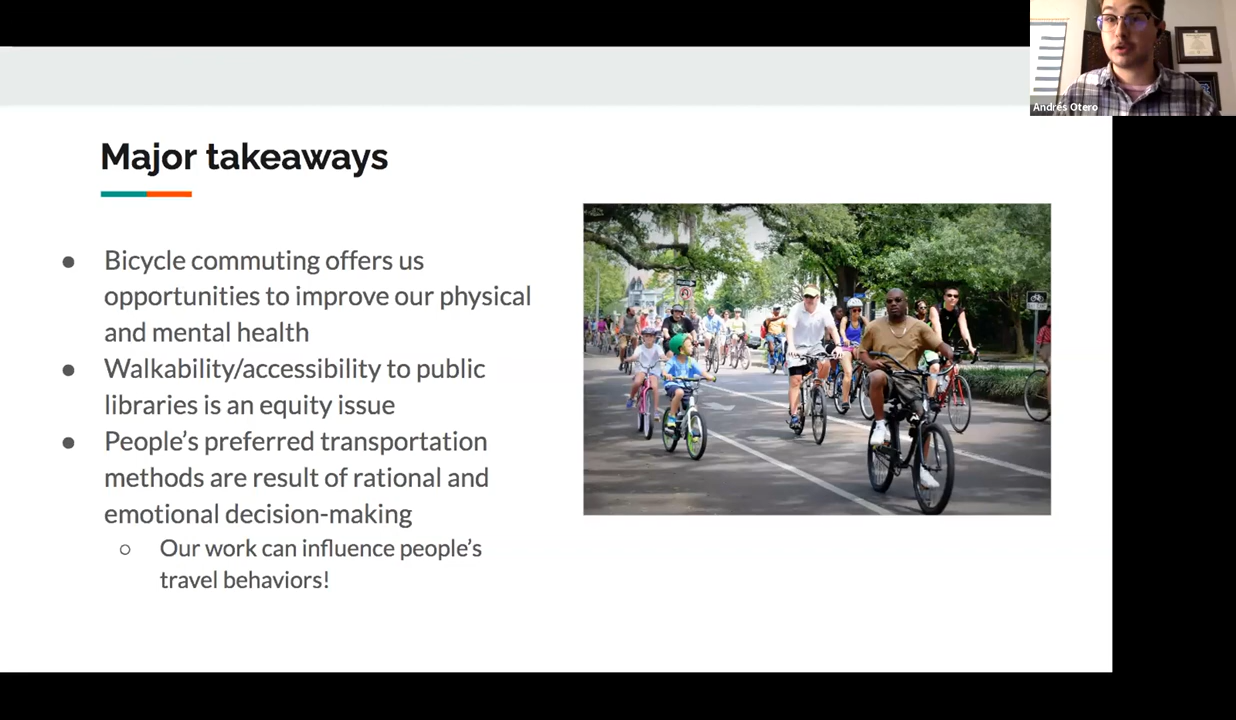 Andrés Otero
Major takeaways
● Bicycle commuting offers us
opportunities to improve our physical
and mental health
● Walkability/accessibility to public
libraries is an equity issue
● People’s preferred transportation
methods are result of rational and
emotional decision-making
○ Our work can influence people’s
travel behaviors!